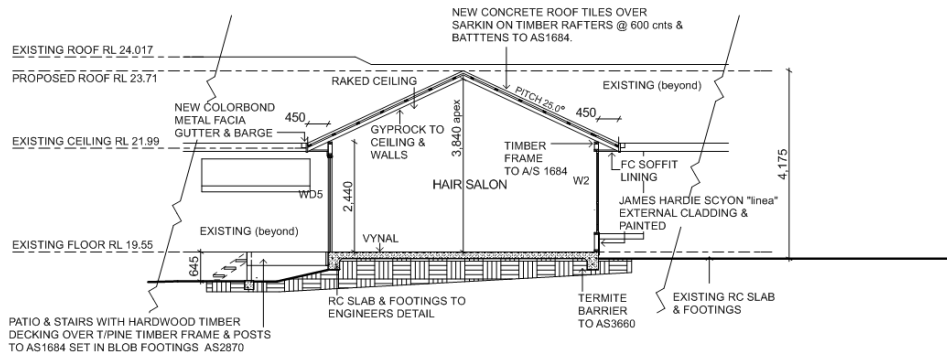 NEW CONCRETE ROOF TILES OVER
SARKIN ON TIMBER RAFTERS @ 600 cnts &
BATTTENS TO AS1684.
EXISTING ROOF RL 24.017
PROPOSED ROOF RL 23.71
RAKED CEILING
PITCH 25.0°
EXISTING (beyond)
NEW COLORBOND
METAL FACIA
GUTTER & BARGE
450
450
GYPROCK TO
CEILING &
WALLS
3,840 apex
EXISTING CEILING RL 21.99
TIMBER
FRAME
TO A/S 1684
FC SOFFIT
LINING
4,175
HAIR SALON
WD5
2,440
W2
JAMES HARDIE SCYON "linea"
EXTERNAL CLADDING &
PAINTED
EXISTING (beyond)
VYNAL
EXISTING FLOOR RL 19.55
645
RC SLAB & FOOTINGS TO
ENGINEERS DETAIL
TERMITE
BARRIER
TO AS3660
EXISTING RC SLAB
& FOOTINGS
PATIO & STAIRS WITH HARDWOOD TIMBER
DECKING OVER T/PINE TIMBER FRAME & POSTS
TO AS1684 SET IN BLOB FOOTINGS AS2870